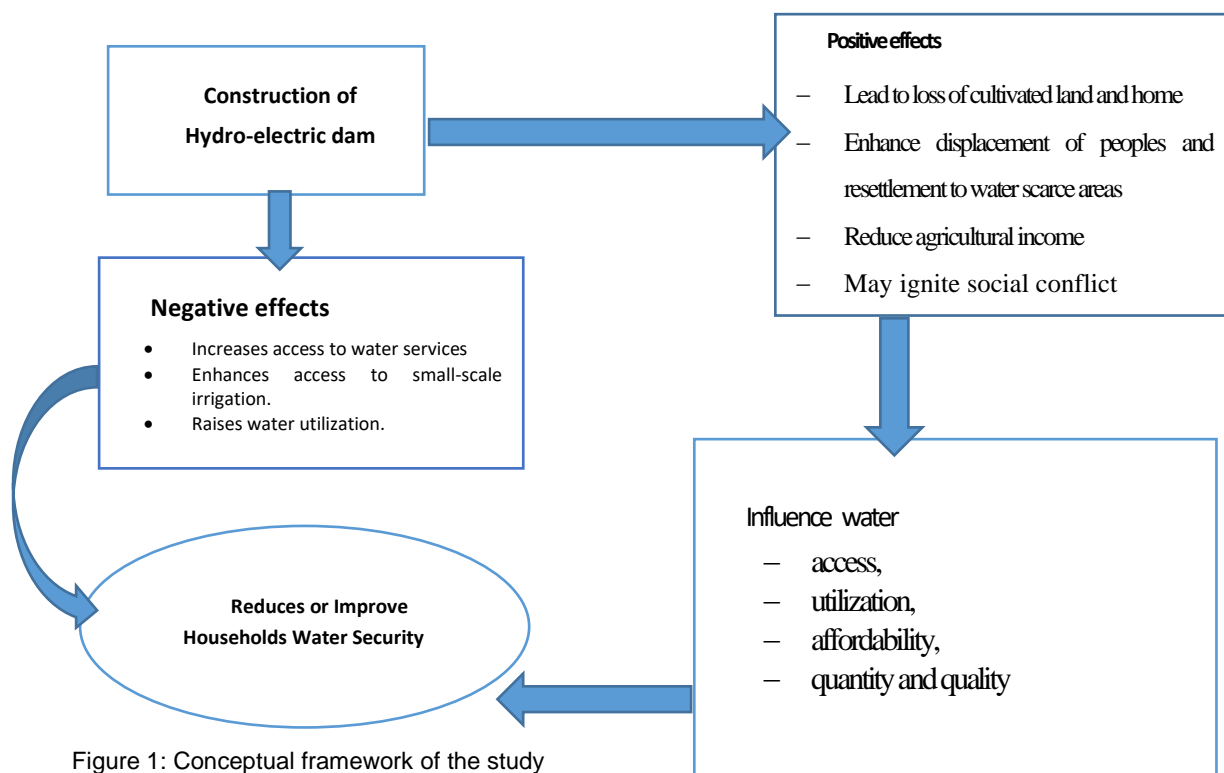 Construction of
Hydro-electric dam
Positive effects
– Lead to loss of cultivated land and home
– Enhance displacement of peoples and
resettlement to water scarce areas
– Reduce agricultural income
– May ignite social conflict
Negative effects
• Increases access to water services
• Enhances access to small-scale
irrigation.
• Raises water utilization.
Influence water
– access,
– utilization,
– affordability,
– quantity and quality
Reduces or Improve
Households Water Security
Figure 1: Conceptual framework of the study